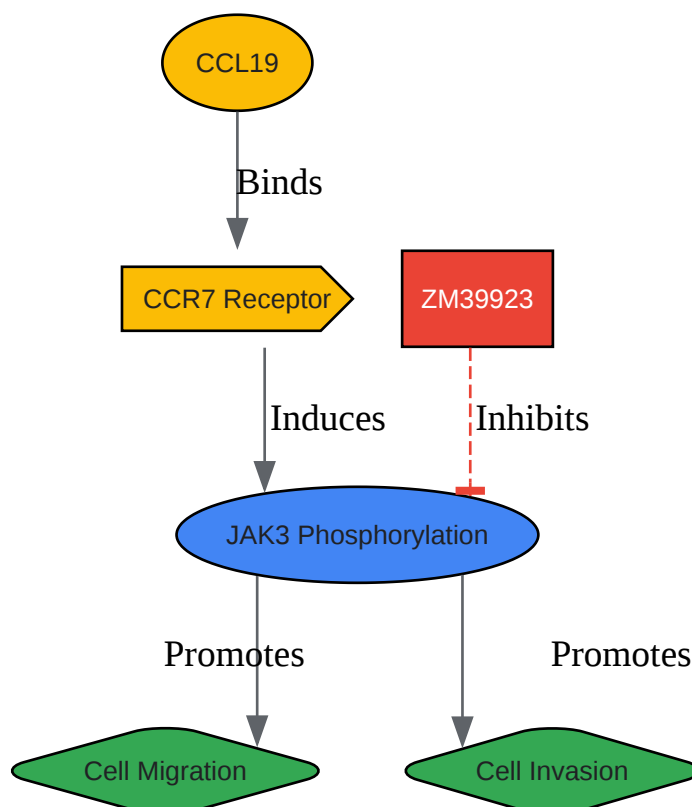 CCL19
Binds
CCR7 Receptor
ZM39923
Induces
Inhibits
JAK3 Phosphorylation
Promotes
Promotes
Cell Migration
Cell Invasion